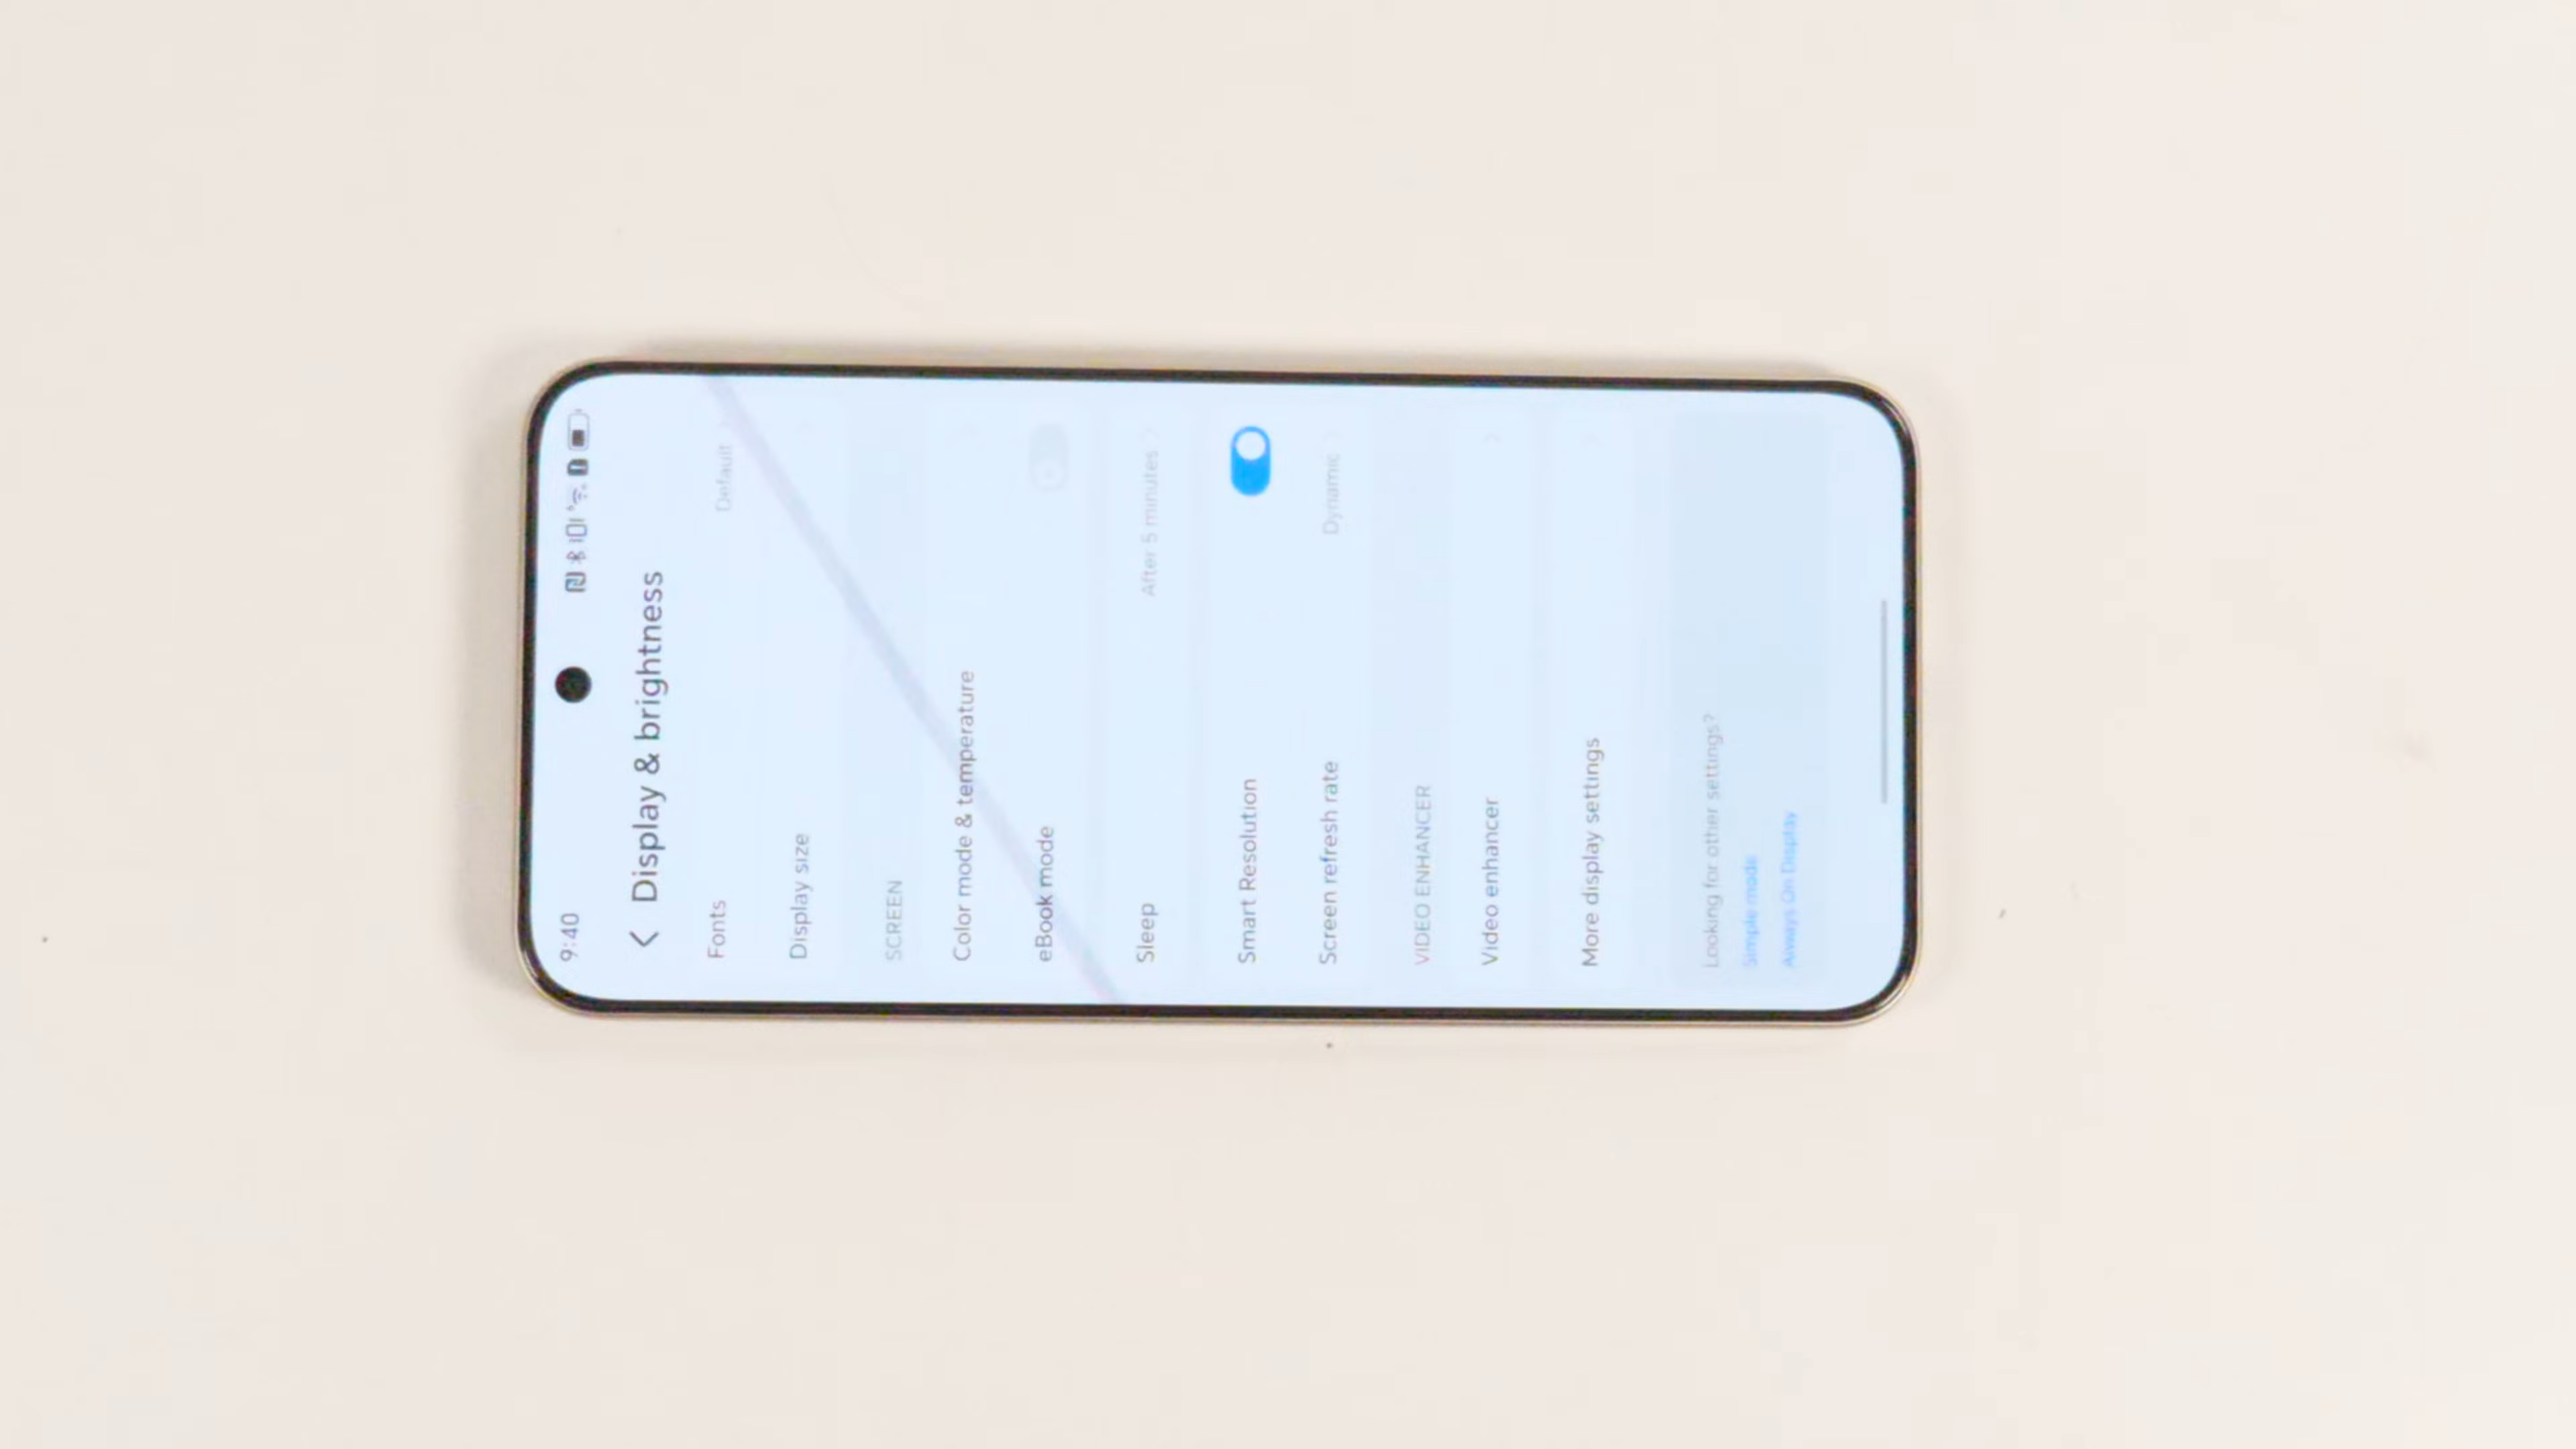 9:40
Display & brightness
Fonts Default
Display size
SCREEN
Color mode & temperature
eBook mode
Sleep After 5 minutes
Smart Resolution
Screen refresh rate Dynamic
VIDEO ENHANCER
Video enhancer
More display settings
Looking for other settings?
Simple mode
Always On Display